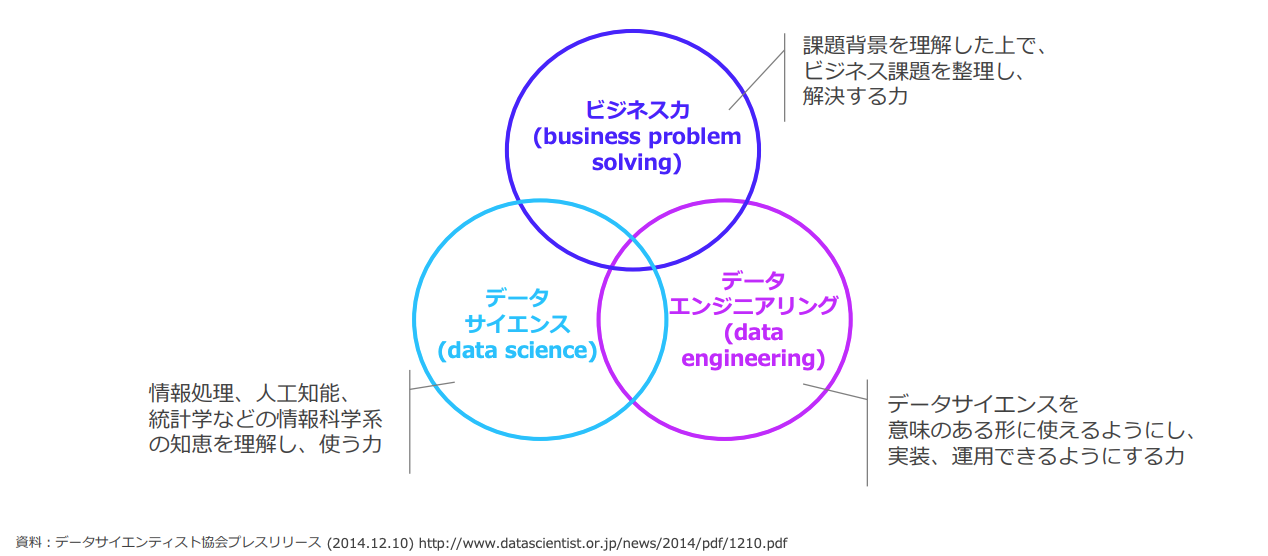 課題背景を理解した上で、
ビジネス課題を整理し、
解決する力
ビジネス力
(business problem
solving)
データ
サイエンス
(data science)
データ
エンジニアリング
(data
engineering)
情報処理、人工知能、
統計学などの情報科学系
の知恵を理解し、使う力
データサイエンスを
意味のある形に使えるようにし、
実装、運用できるようにする力
資料：データサイエンティスト協会プレスリリース (2014.12.10) http://www.datascientist.or.jp/news/2014/pdf/1210.pdf